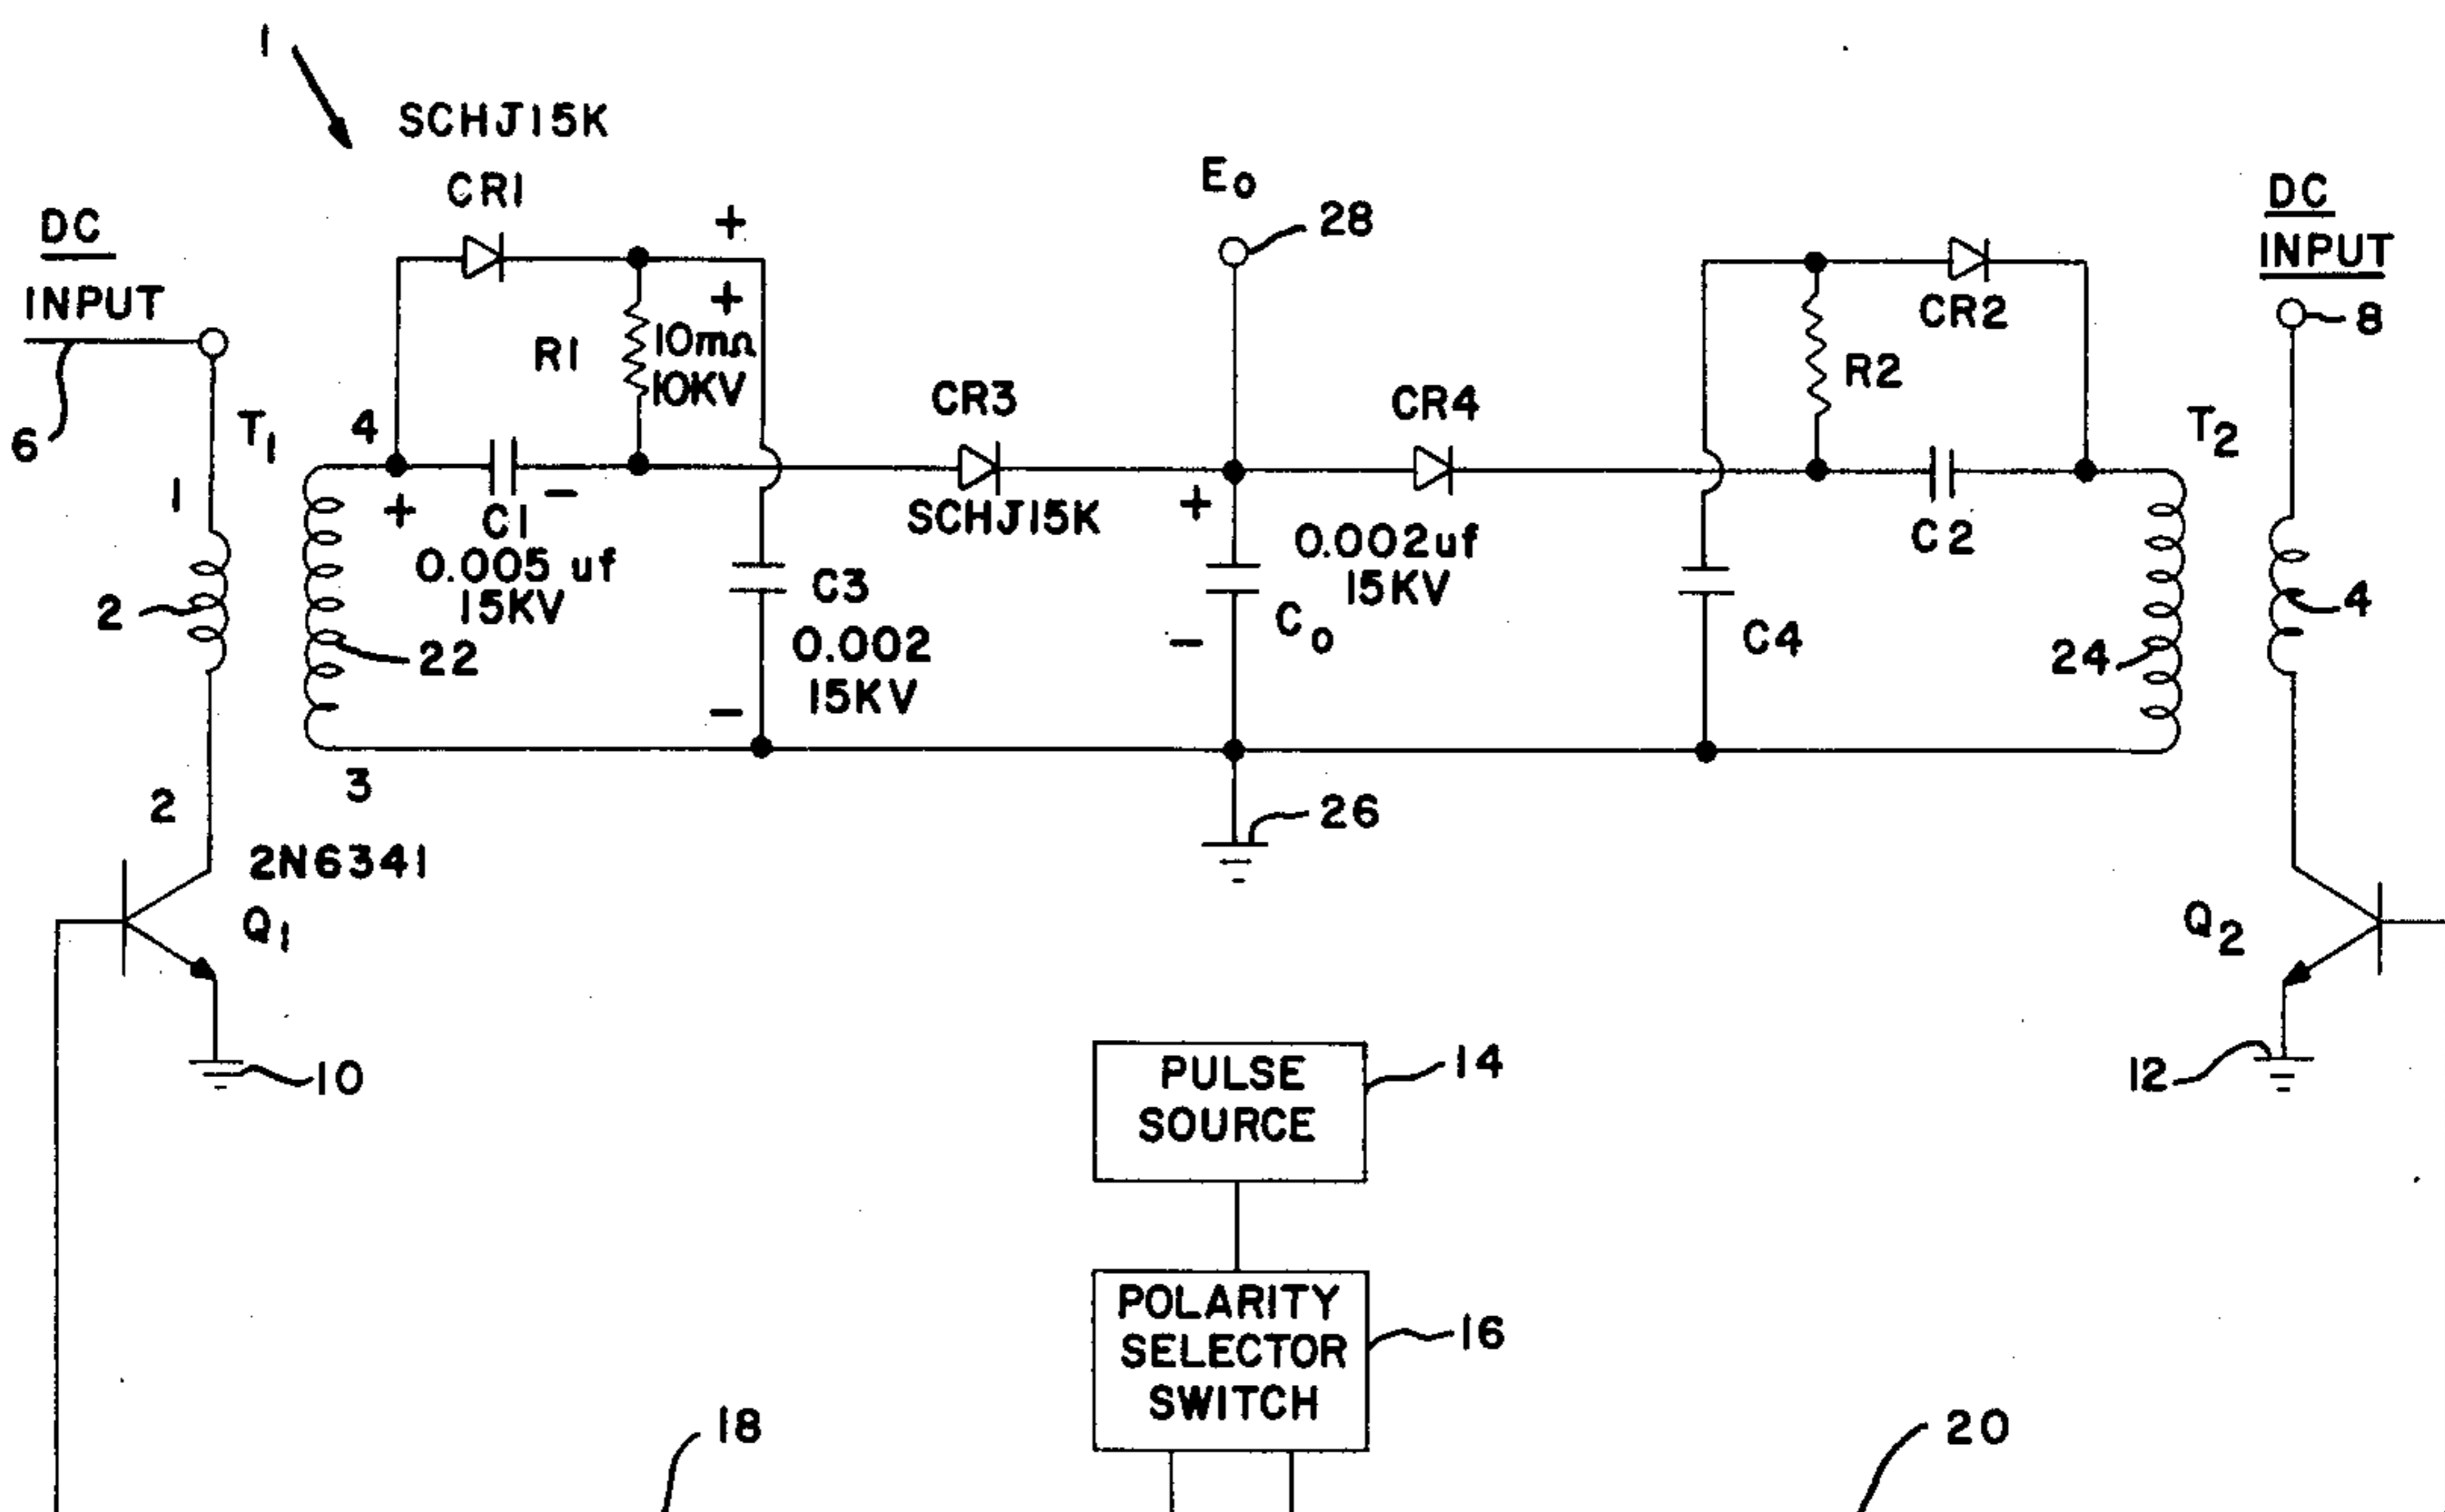 1
SCHJ15K
CR1
DC
INPUT
6
T1
1
2
2
+
+
R1
10mΩ
10KV
4
+
C1
-
0.005 uf
15KV
22
3
C3
0.002
15KV
-
CR3
SCHJ15K
E0
28
+
-
C0
0.002uf
15KV
CR4
26
R2
CR2
C2
C4
24
T2
DC
INPUT
8
4
2N6341
Q1
10
Q2
12
PULSE
SOURCE
14
POLARITY
SELECTOR
SWITCH
16
18
20